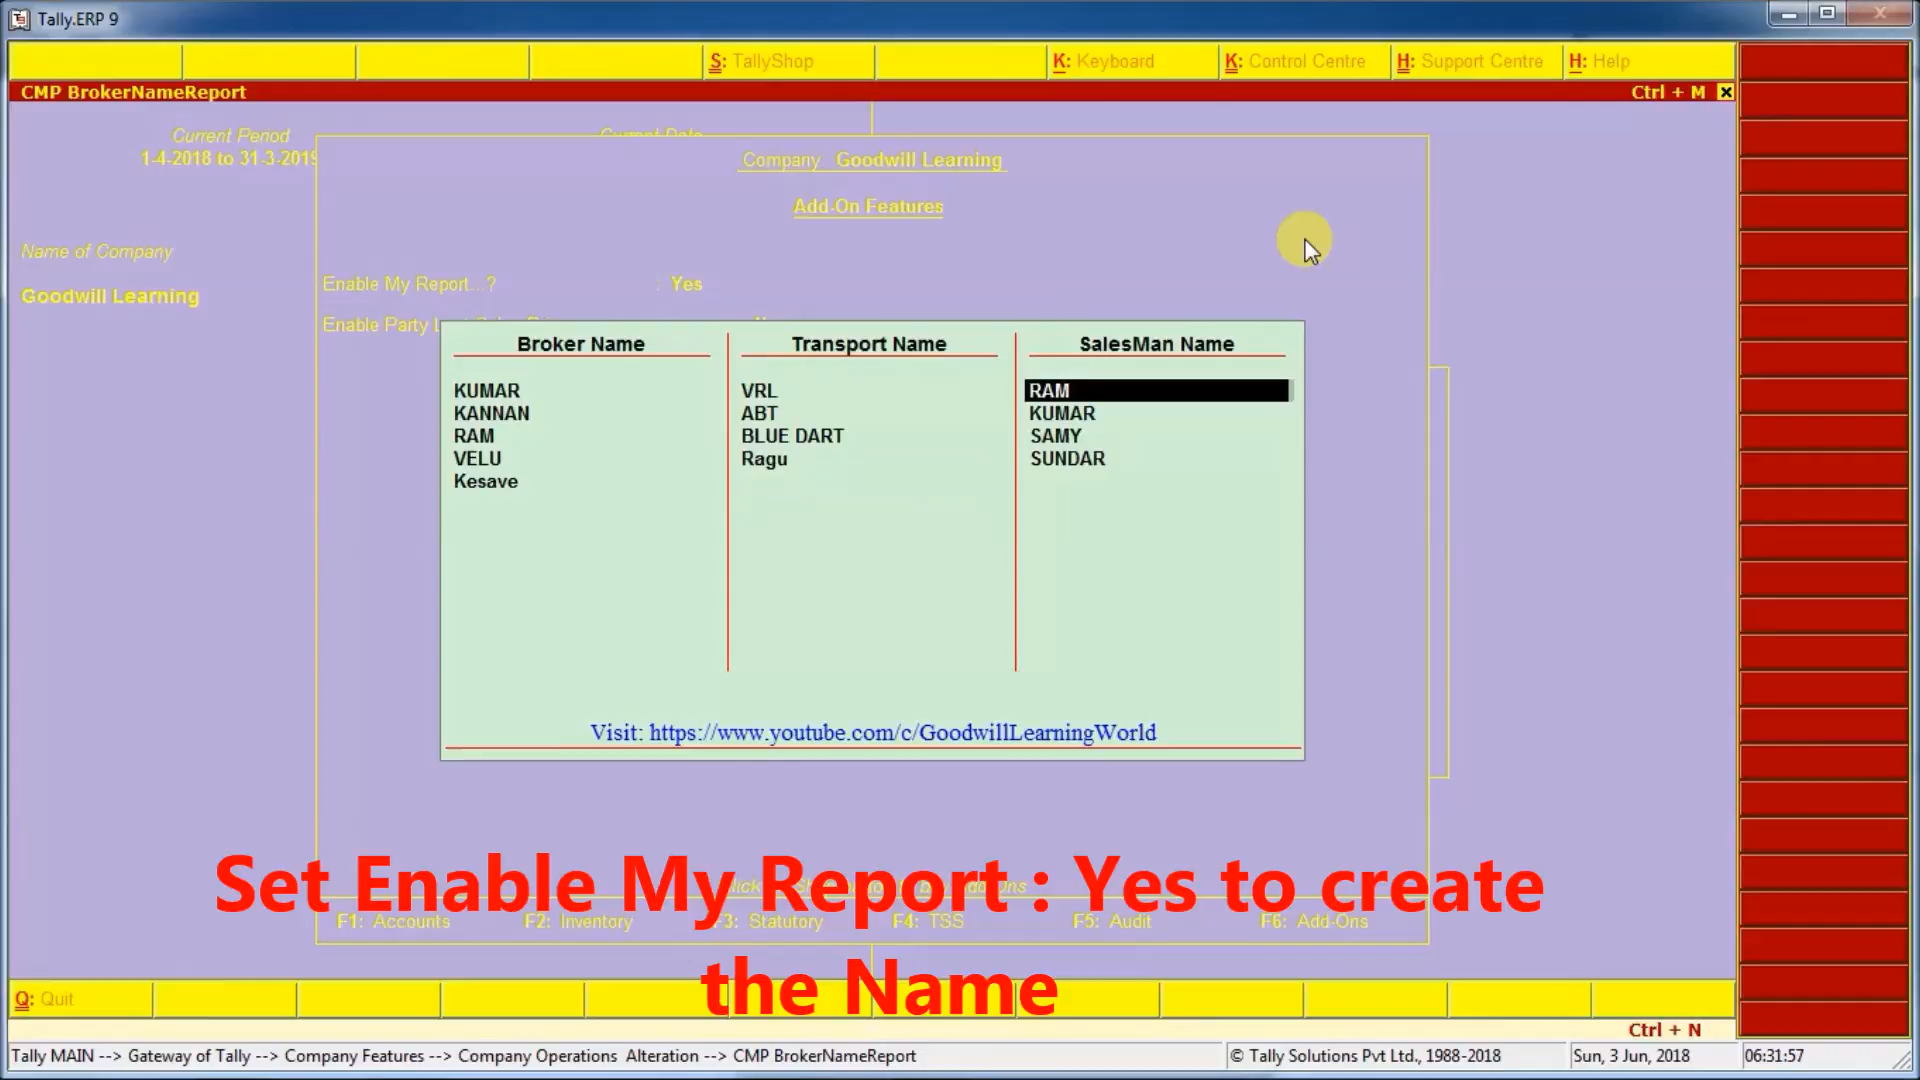 Tally.ERP 9
S: TallyShop
K: Keyboard
K: Control Centre
H: Support Centre
H: Help
CMP BrokerNameReport
Ctrl + M
Current Period
Current Date
1-4-2018 to 31-3-2019
Company Goodwill Learning
Add-On Features
Name of Company
Goodwill Learning
Enable My Report...? : Yes
Enable Party
Broker Name
Transport Name
SalesMan Name
KUMAR
VRL
RAM
KANNAN
ABT
KUMAR
RAM
BLUE DART
SAMY
VELU
Ragu
SUNDAR
Kesave
Visit: https://www.youtube.com/c/GoodwillLearningWorld
Set Enable My Report : Yes to create
the Name
F1: Accounts
F2: Inventory
F3: Statutory
F4: TSS
F5: Audit
F6: Add-Ons
Q: Quit
Ctrl + N
Tally MAIN --> Gateway of Tally --> Company Features --> Company Operations Alteration --> CMP BrokerNameReport
© Tally Solutions Pvt Ltd., 1988-2018
Sun, 3 Jun, 2018
06:31:57